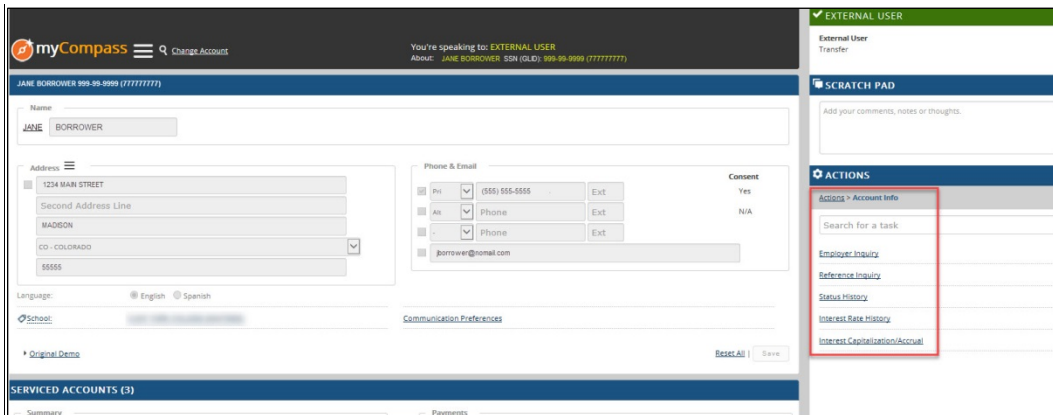 myCompass Change Account
You're speaking to: EXTERNAL USER
About: JANE BORROWER SSN (GLID): 999-99-9999 (777777777)
JANE BORROWER 999-99-9999 (777777777)
Name
JANE BORROWER
Address
1234 MAIN STREET
Second Address Line
MADISON
CO - COLORADO
55555
Phone & Email
Consent
Pri (555) 555-5555 Ext Yes
Alt Phone Ext N/A
- Phone Ext
jborrower@nomail.com
Language: English Spanish
School:
Communication Preferences
Original Demo
Reset All | Save
SERVICED ACCOUNTS (3)
Summary
Payments
EXTERNAL USER
External User
Transfer
SCRATCH PAD
Add your comments, notes or thoughts.
ACTIONS
Actions > Account Info
Search for a task
Employer Inquiry
Reference Inquiry
Status History
Interest Rate History
Interest Capitalization/Accrual